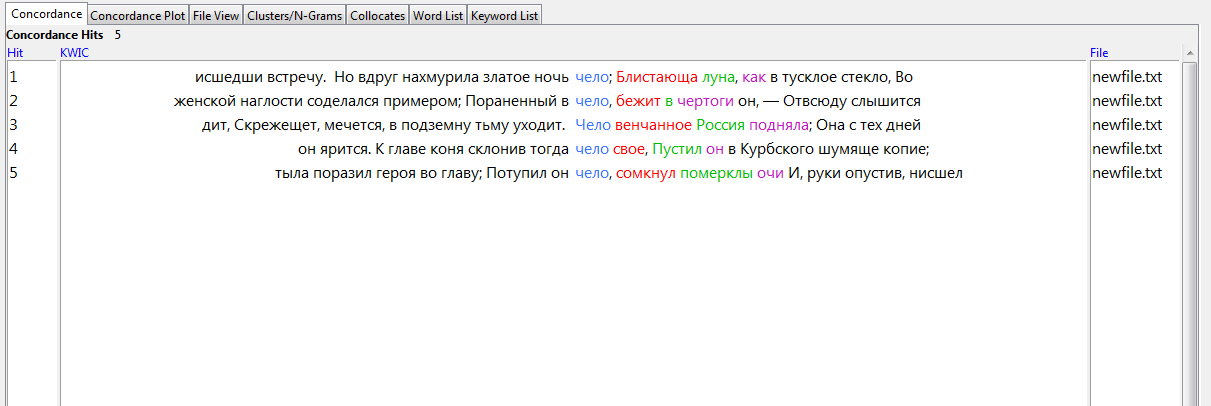 Concordance Concordance Plot File View Clusters/N-Grams Collocates Word List Keyword List
Concordance Hits 5
Hit KWIC File
1 исшедши встречу. Но вдруг нахмурила златое ночь чело; Блистающа луна, как в тусклое стекло, Во newfile.txt
2 женской наглости соделался примером; Пораненный в чело, бежит в чертоги он, — Отвсюду слышится newfile.txt
3 дит, Скрежещет, мечется, в подземну тьму уходит. Чело венчанное Россия подняла; Она с тех дней newfile.txt
4 он ярится. К главе коня склонив тогда чело свое, Пустил он в Курбского шумяще копие; newfile.txt
5 тыла поразил героя во главу; Потупил он чело, сомкнул померклы очи И, руки опустив, нисшел newfile.txt